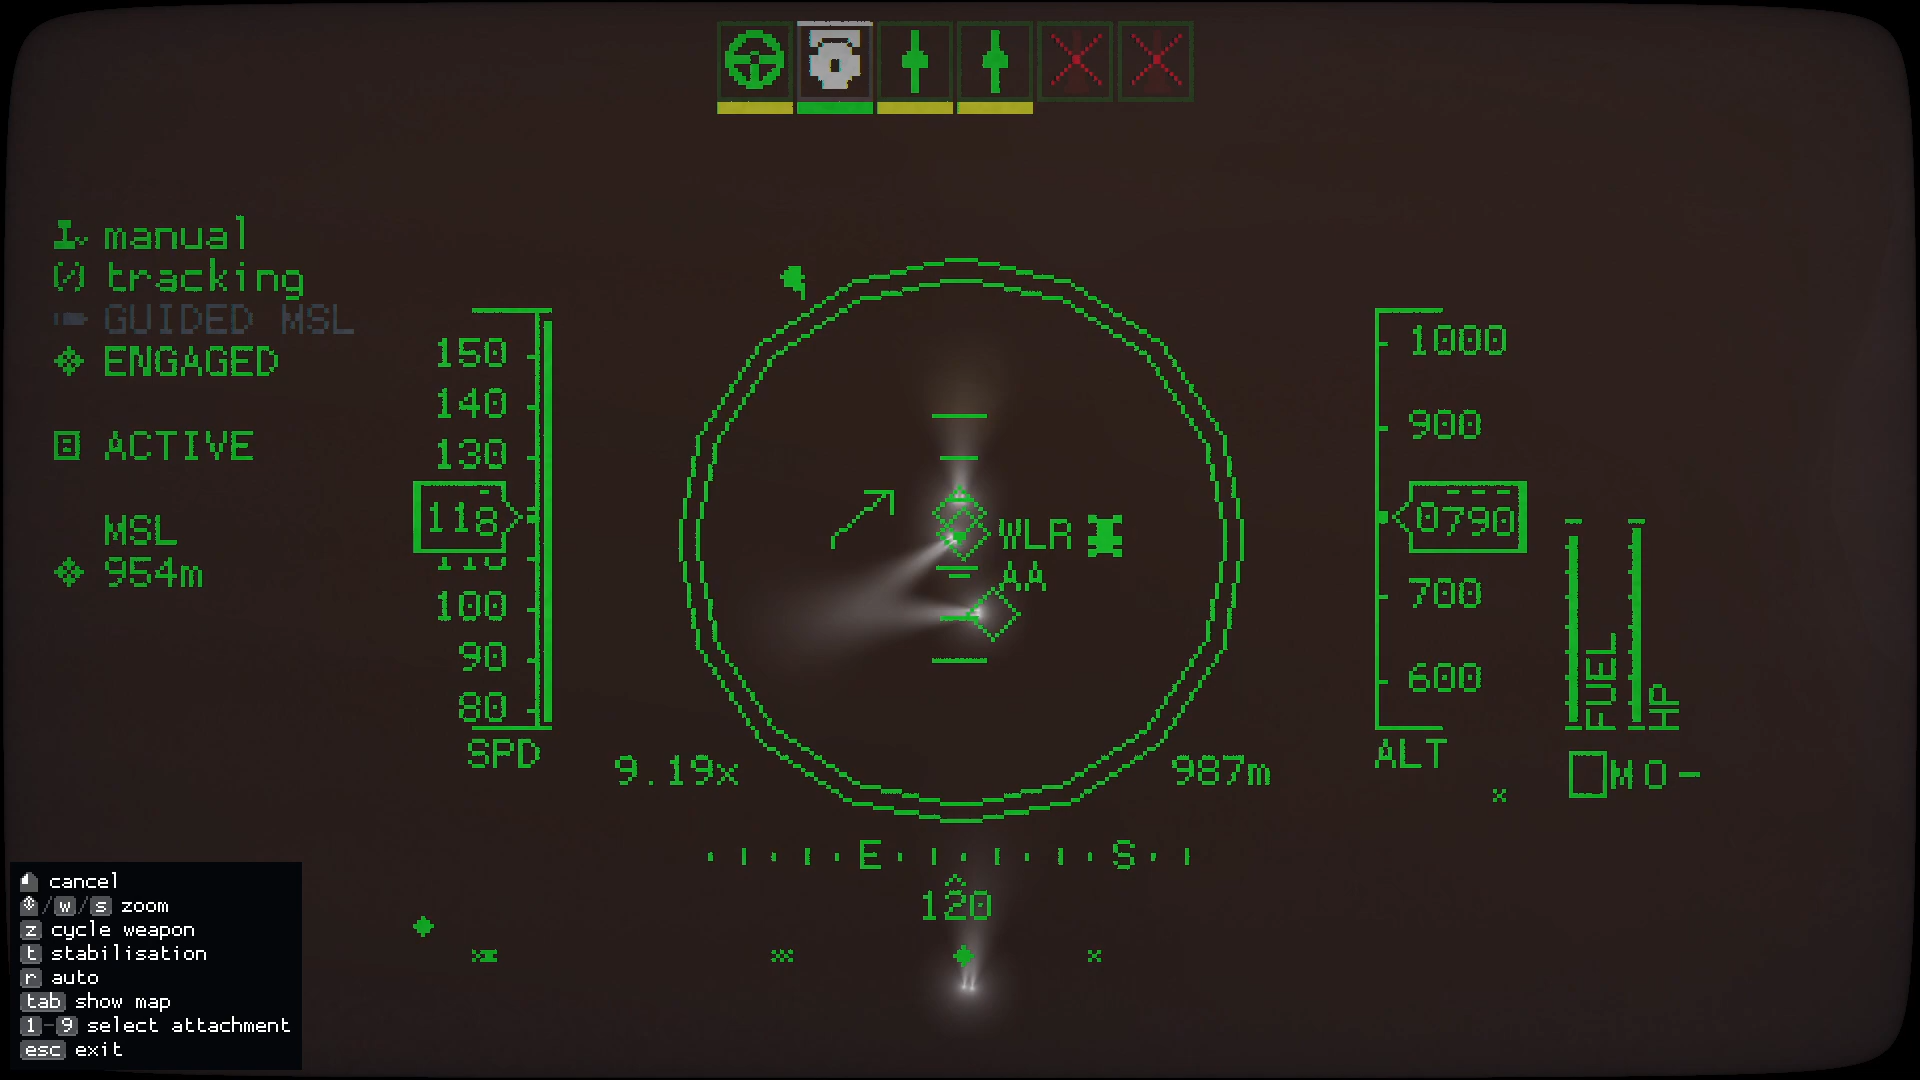 manual
tracking
GUIDED MSL
ENGAGED
ACTIVE
MSL
954m
150
140
130
118
110
100
90
80
SPD
9.19x
WLR
AA
987m
1000
900
0790
700
600
ALT
FUEL
HP
MO-
E
S
120
cancel
/w/s zoom
z cycle weapon
t stabilisation
r auto
tab show map
1-9 select attachment
esc exit